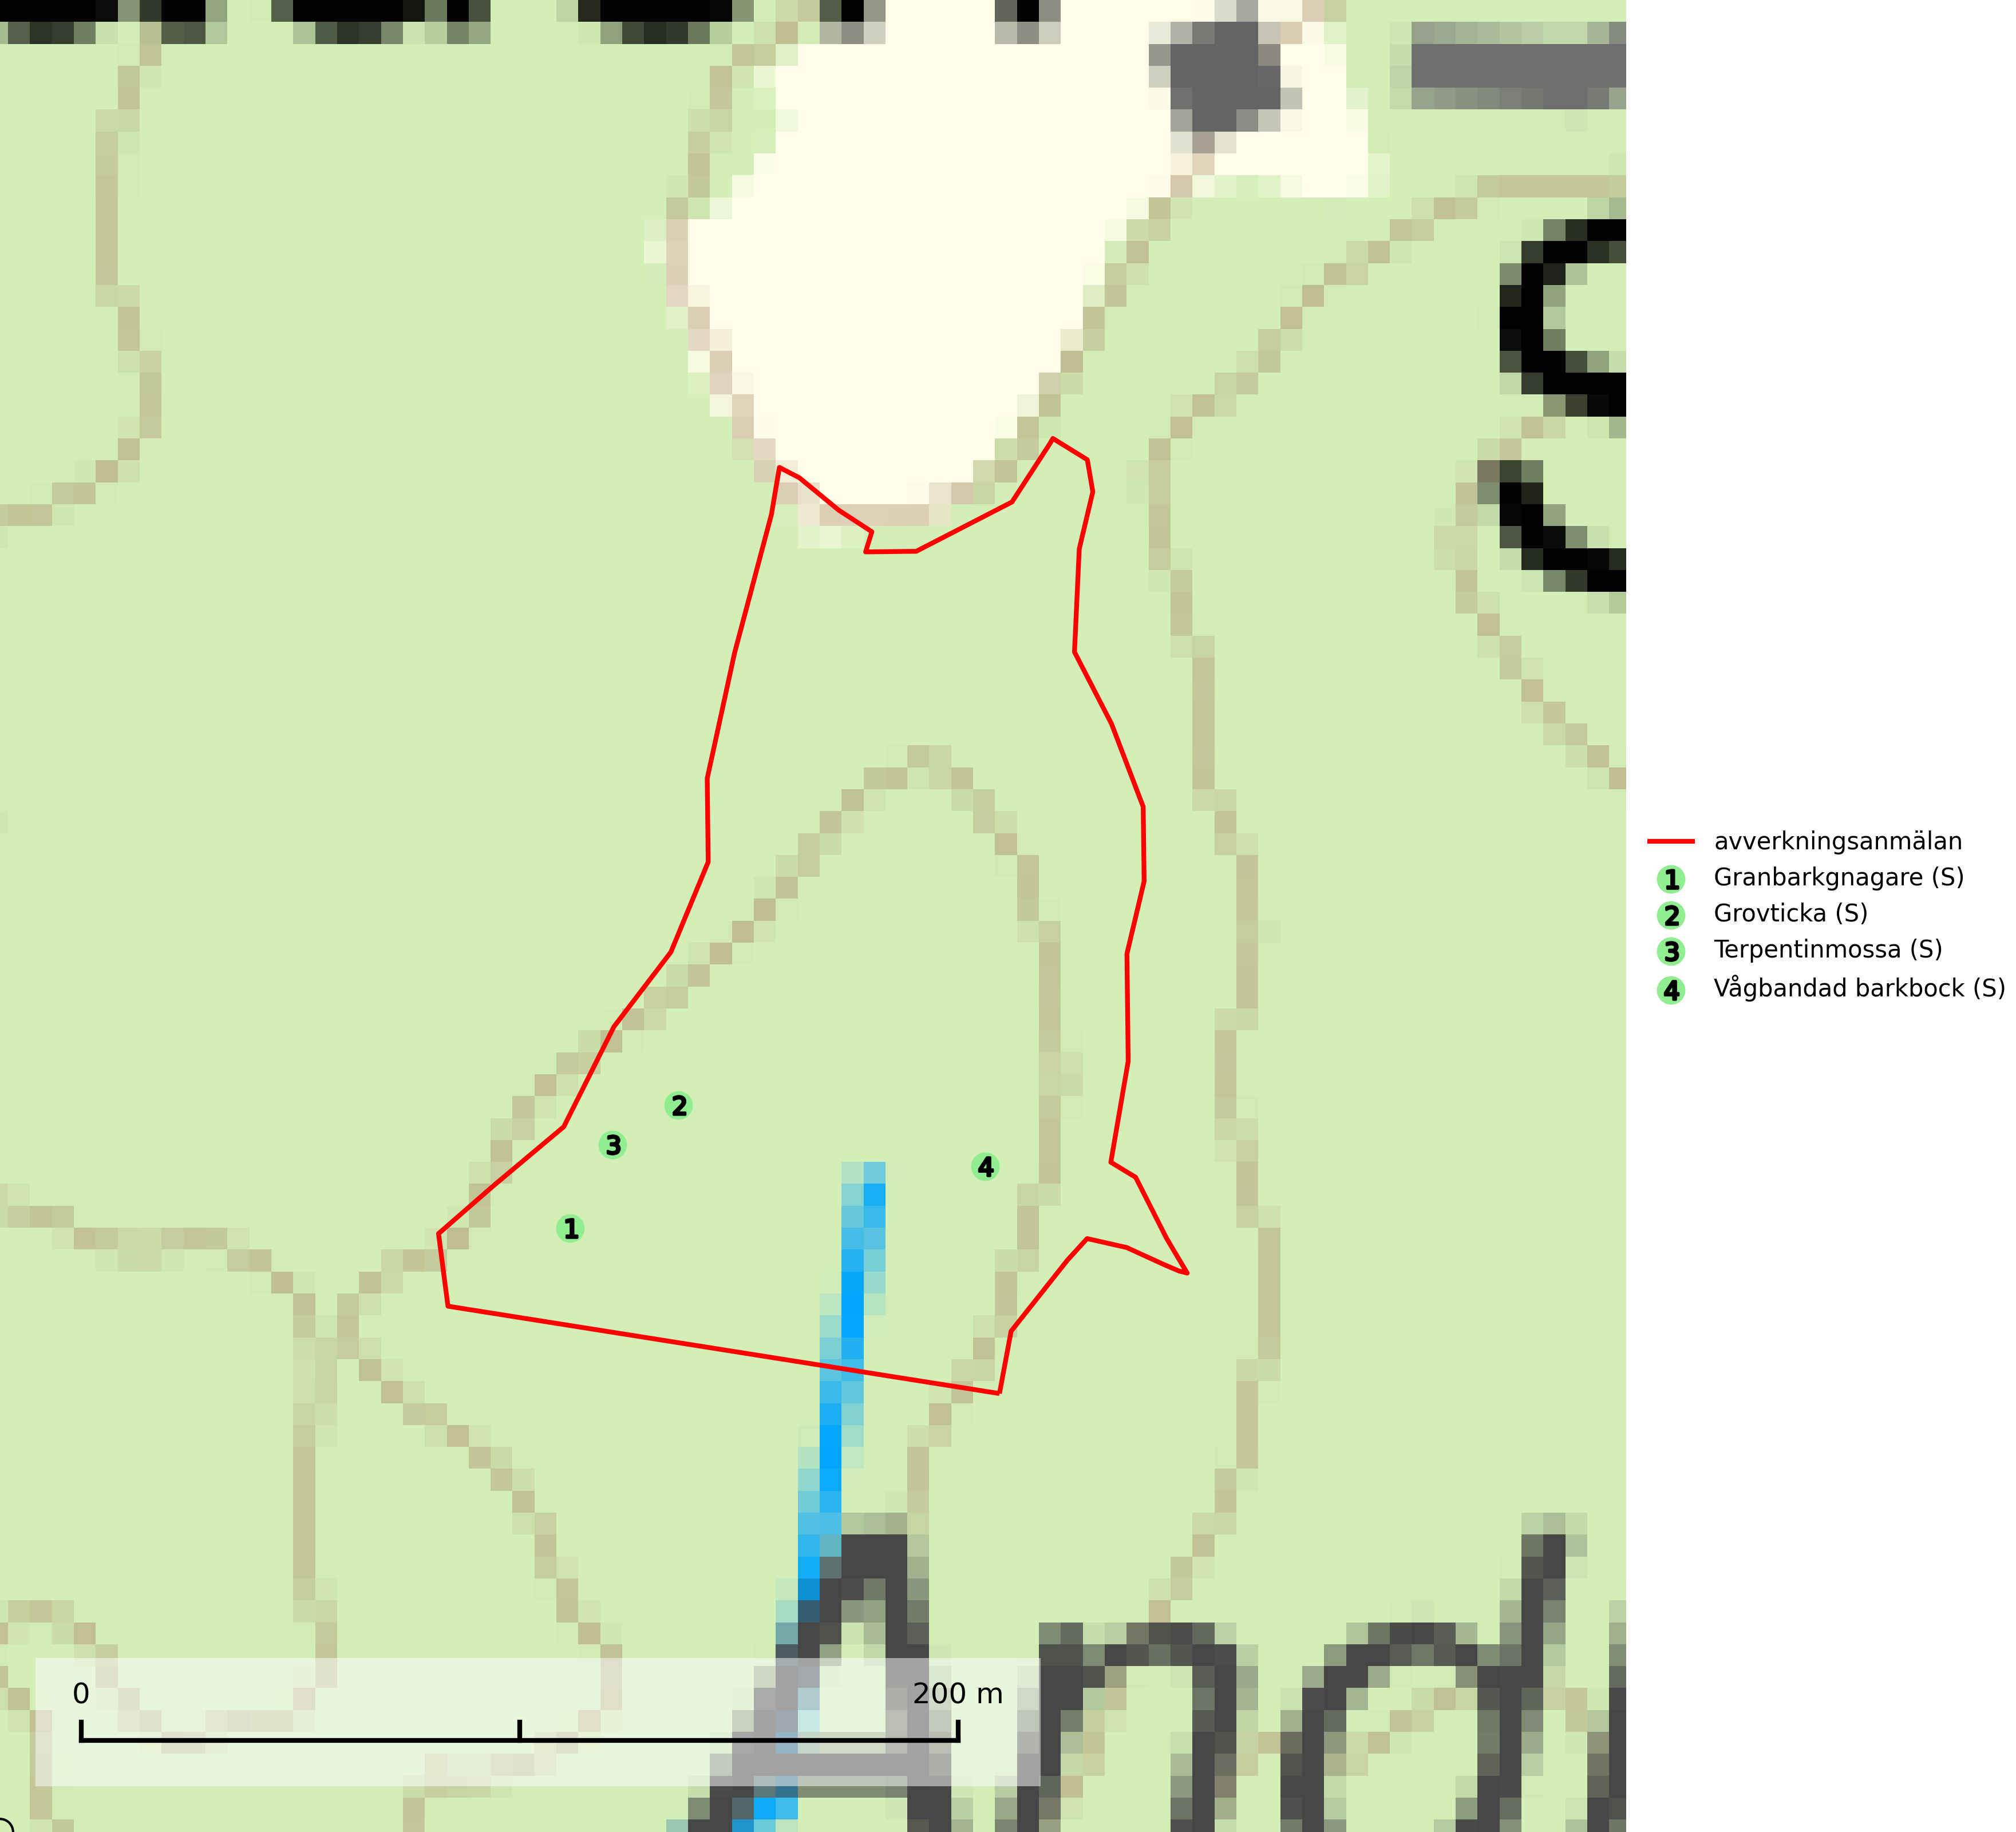 avverkningsanmälan
1 Granbarkgnagare (S)
2 Grovticka (S)
3 Terpentinmossa (S)
4 Vågbandad barkbock (S)
2
3
4
1
0 200 m